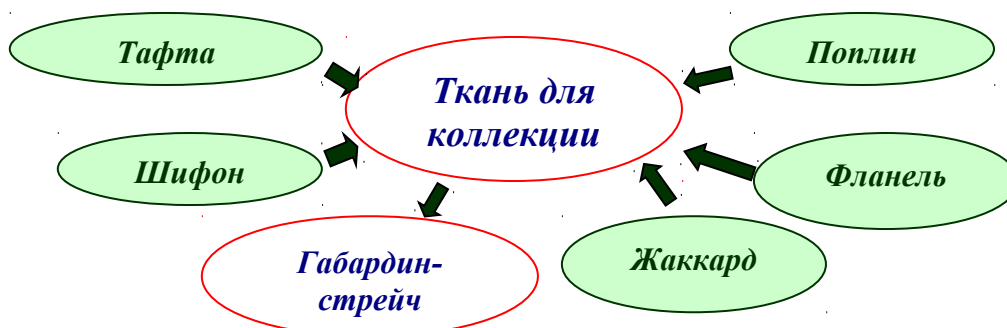 Тафта
Поплин
Ткань для
коллекции
Шифон
Фланель
Габардин-
стрейч
Жаккард